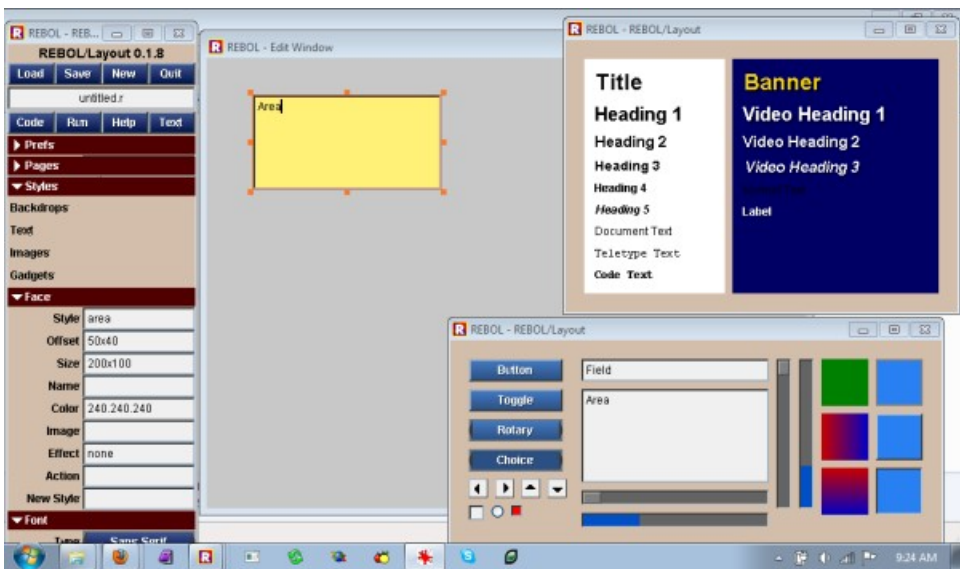 REBOL - REB...
REBOL/Layout 0.1.8
Load Save New Quit
untitled.r
Code Run Help Text
Prefs
Pages
Styles
Backdrops
Text
Images
Gadgets
Face
Style area
Offset 50x40
Size 200x100
Name
Color 240.240.240
Image
Effect none
Action
New Style
Font
Type Sans Serif
REBOL - Edit Window
Area
REBOL - REBOL/Layout
Title
Heading 1
Heading 2
Heading 3
Heading 4
Heading 5
Document Text
Teletype Text
Code Text
Banner
Video Heading 1
Video Heading 2
Video Heading 3
Label
REBOL - REBOL/Layout
Button
Toggle
Rotary
Choice
Field
Area
9:24 AM